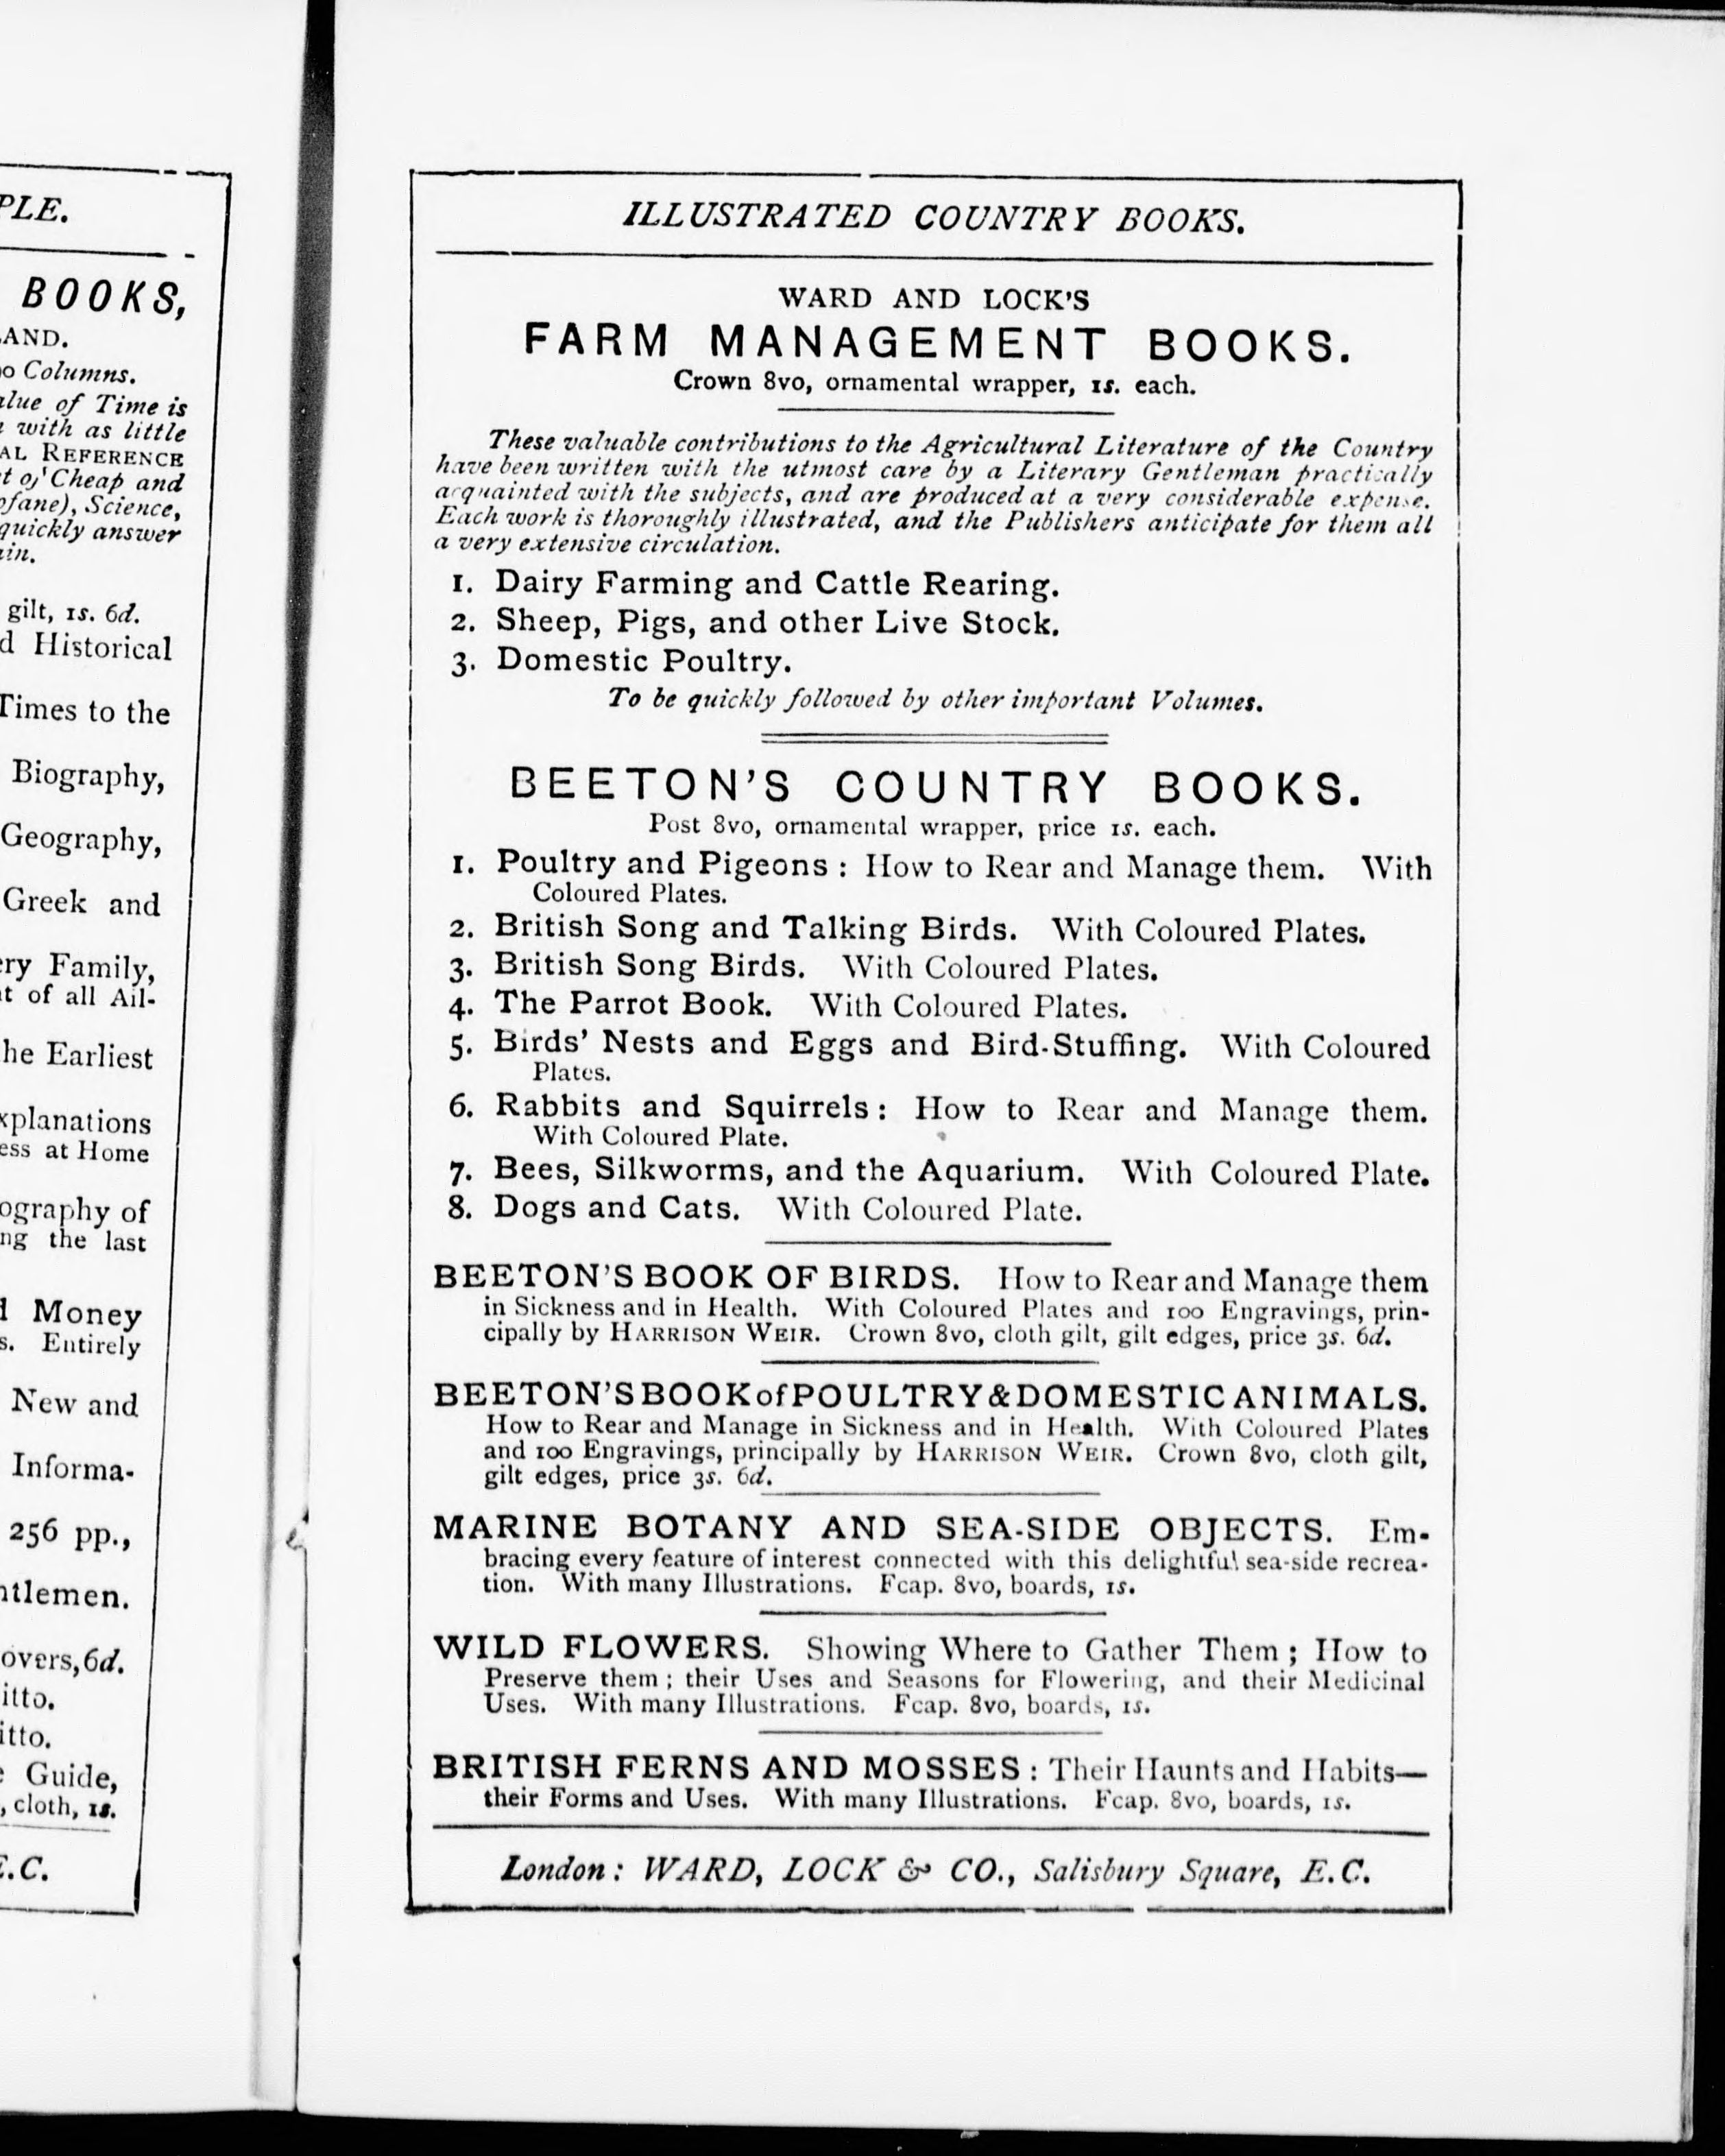 PLE.
BOOKS,
LAND.
Columns.
of Time is
with as little
REFERENCE
Cheap and
Science,
quickly answer
gilt, 1s. 6d.
Historical
Times to the
Biography,
Geography,
Greek and
Family,
of all Ail-
Earliest
at Home
of
the last
Money
Entirely
New and
Informa-
256 pp.,
6d.
Guide,
cloth, 1s.
E.C.
ILLUSTRATED COUNTRY BOOKS.
WARD AND LOCK'S
FARM MANAGEMENT BOOKS.
Crown 8vo, ornamental wrapper, 1s. each.
These valuable contributions to the Agricultural Literature of the Country
have been written with the utmost care by a Literary Gentleman practically
acquainted with the subjects, and are produced at a very considerable expense.
Each work is thoroughly illustrated, and the Publishers anticipate for them all
a very extensive circulation.
1. Dairy Farming and Cattle Rearing.
2. Sheep, Pigs, and other Live Stock.
3. Domestic Poultry.
To be quickly followed by other important Volumes.
BEETON'S COUNTRY BOOKS.
Post 8vo, ornamental wrapper, price 1s. each.
1. Poultry and Pigeons : How to Rear and Manage them. With
Coloured Plates.
2. British Song and Talking Birds. With Coloured Plates.
3. British Song Birds. With Coloured Plates.
4. The Parrot Book. With Coloured Plates.
5. Birds' Nests and Eggs and Bird-Stuffing. With Coloured
Plates.
6. Rabbits and Squirrels : How to Rear and Manage them.
With Coloured Plate.
7. Bees, Silkworms, and the Aquarium. With Coloured Plate.
8. Dogs and Cats. With Coloured Plate.
BEETON'S BOOK OF BIRDS. How to Rear and Manage them
in Sickness and in Health. With Coloured Plates and 100 Engravings, prin-
cipally by HARRISON WEIR. Crown 8vo, cloth gilt, gilt edges, price 3s. 6d.
BEETON'S BOOK of POULTRY & DOMESTIC ANIMALS.
How to Rear and Manage in Sickness and in Health. With Coloured Plates
and 100 Engravings, principally by HARRISON WEIR. Crown 8vo, cloth gilt,
gilt edges, price 3s. 6d.
MARINE BOTANY AND SEA-SIDE OBJECTS. Em-
bracing every feature of interest connected with this delightful sea-side recrea-
tion. With many Illustrations. Fcap. 8vo, boards, 1s.
WILD FLOWERS. Showing Where to Gather Them ; How to
Preserve them ; their Uses and Seasons for Flowering, and their Medicinal
Uses. With many Illustrations. Fcap. 8vo, boards, 1s.
BRITISH FERNS AND MOSSES : Their Haunts and Habits—
their Forms and Uses. With many Illustrations. Fcap. 8vo, boards, 1s.
London : WARD, LOCK & CO., Salisbury Square, E.C.